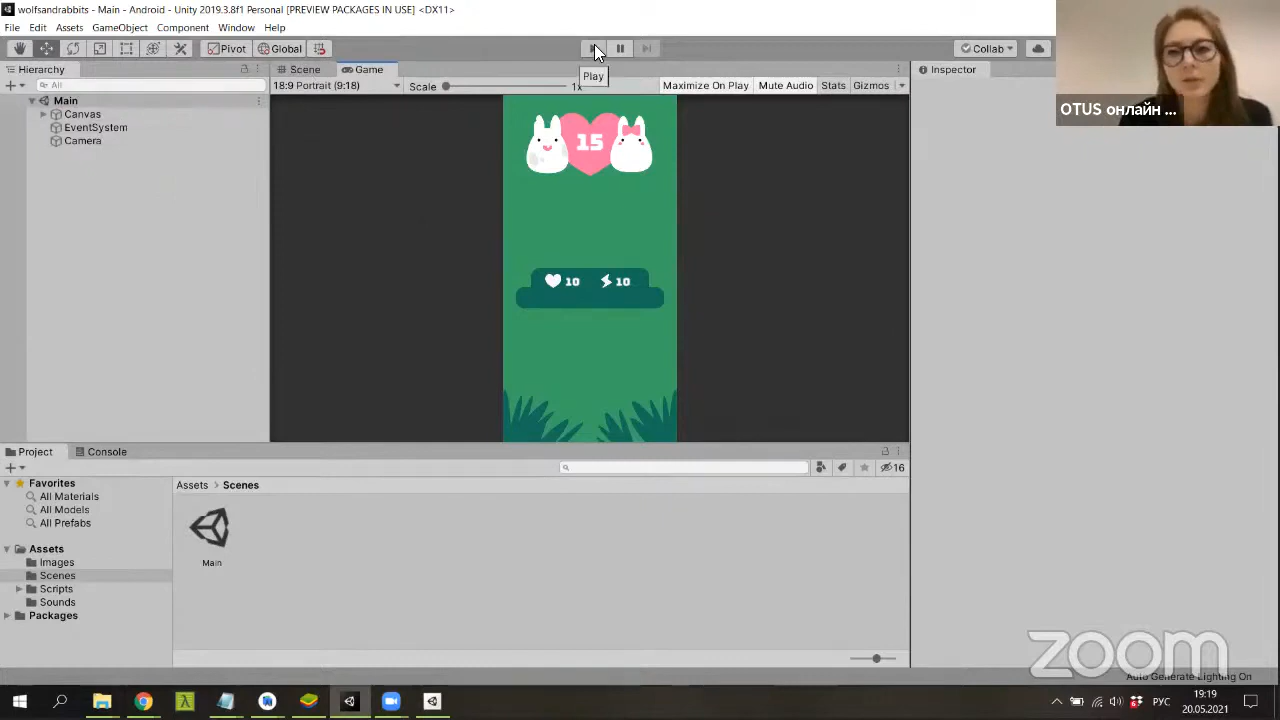 wolfsandrabbits - Main - Android - Unity 2019.3.8f1 Personal [PREVIEW PACKAGES IN USE] <DX11>
File Edit Assets GameObject Component Window Help
Pivot Global Collab
Hierarchy Scene Game Inspector
All
18:9 Portrait (9:18) Scale 1x Maximize On Play Mute Audio Stats Gizmos
Play
Main
Canvas
EventSystem
Camera
15
10 10
OTUS онлайн ...
Project Console
16
Favorites
All Materials
All Models
All Prefabs
Assets
Images
Scenes
Scripts
Sounds
Packages
Assets > Scenes
Main
zoom
Auto Generate Lighting On
РУС
19:19
20.05.2021